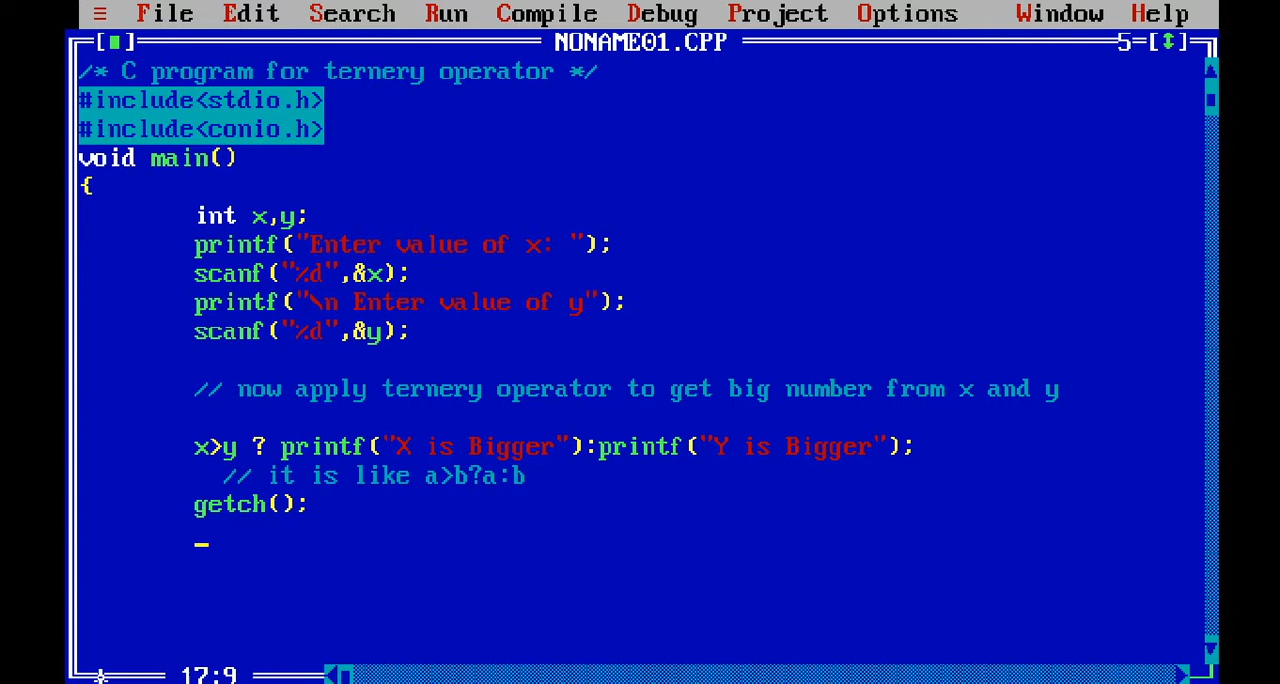 ≡ File Edit Search Run Compile Debug Project Options Window Help
[■] NONAME01.CPP 5=[↕]
/* C program for ternery operator */
#include<stdio.h>
#include<conio.h>
void main()
{
int x,y;
printf("Enter value of x: ");
scanf("%d",&x);
printf("\n Enter value of y");
scanf("%d",&y);
// now apply ternery operator to get big number from x and y
x>y ? printf("X is Bigger"):printf("Y is Bigger");
// it is like a>b?a:b
getch();
* 17:9